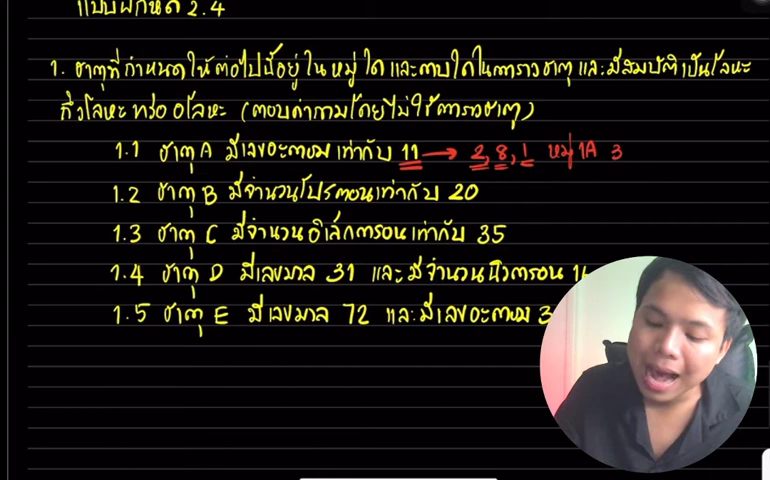 แบบฝึกหัด 2.4
1. ธาตุที่กำหนดให้ต่อไปนี้อยู่ในหมู่ใด และคาบใดในตารางธาตุ และมีสมบัติเป็นโลหะ
กึ่งโลหะ หรือ อโลหะ (ตอบคำถามโดยไม่ใช้ตารางธาตุ)
1.1 ธาตุ A มีเลขอะตอม เท่ากับ 11 → 2, 8, 1 หมู่ 1A 3
1.2 ธาตุ B มีจำนวนโปรตอนเท่ากับ 20
1.3 ธาตุ C มีจำนวนอิเล็กตรอนเท่ากับ 35
1.4 ธาตุ D มีเลขมวล 31 และมีจำนวนนิวตรอน
1.5 ธาตุ E มีเลขมวล 72 และมีเลขอะตอม 3